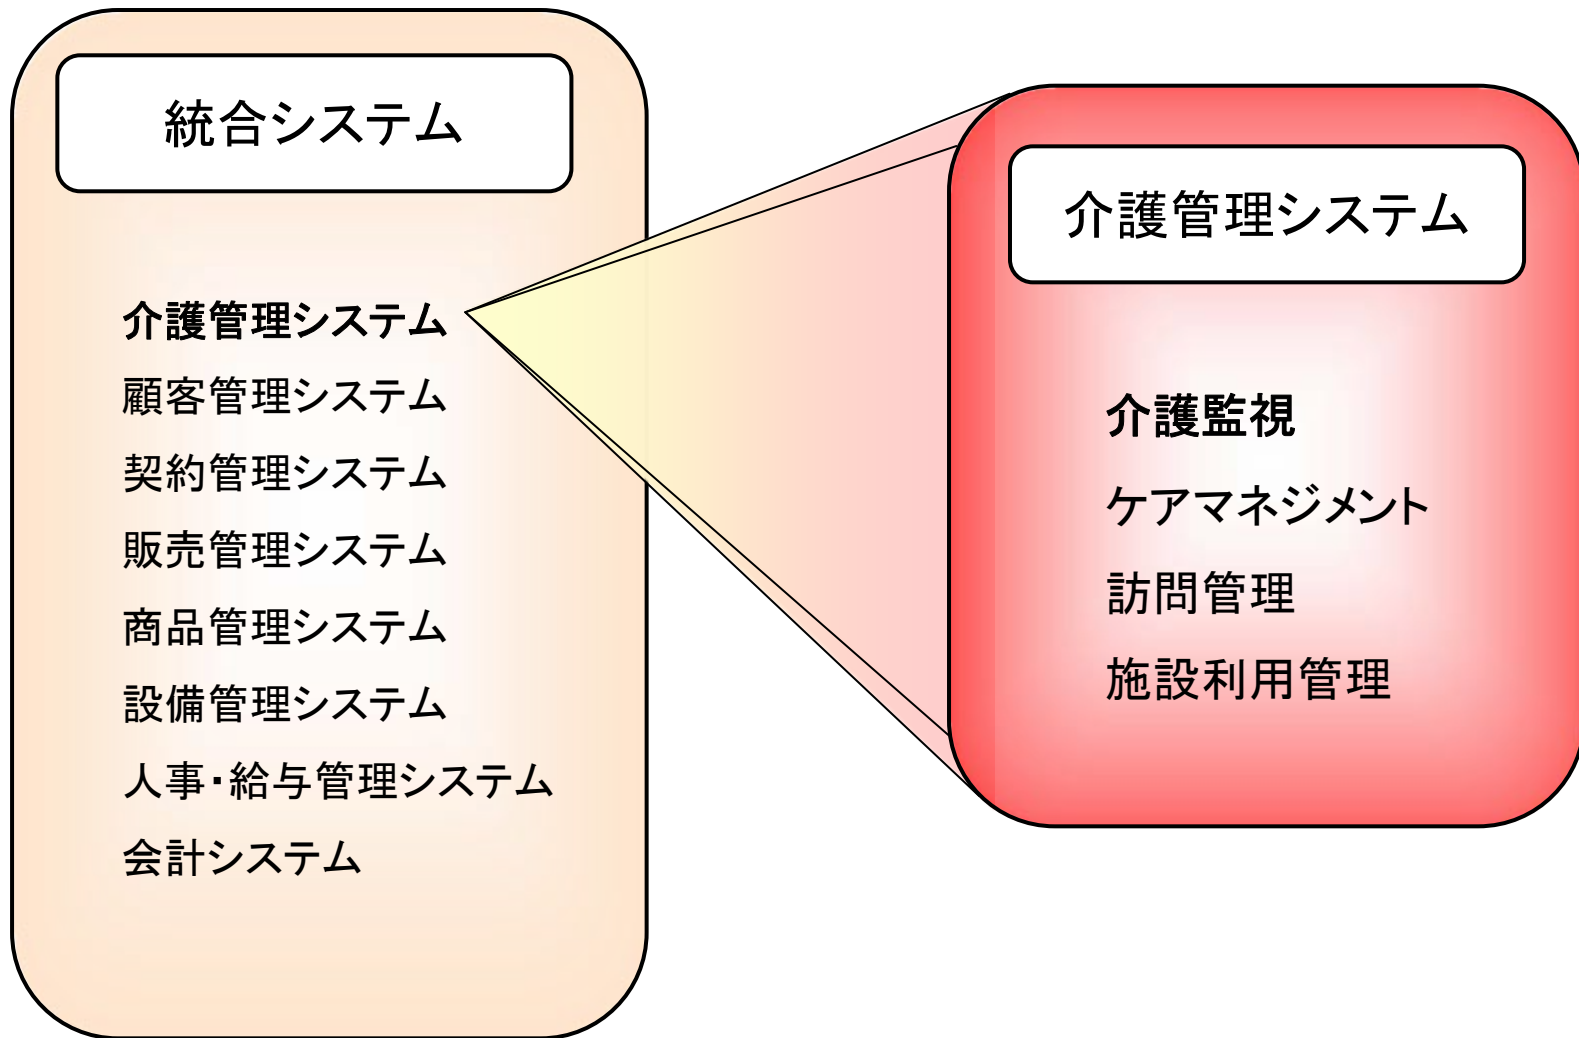 統合システム
介護管理システム
顧客管理システム
契約管理システム
販売管理システム
商品管理システム
設備管理システム
人事・給与管理システム
会計システム
介護管理システム
介護監視
ケアマネジメント
訪問管理
施設利用管理